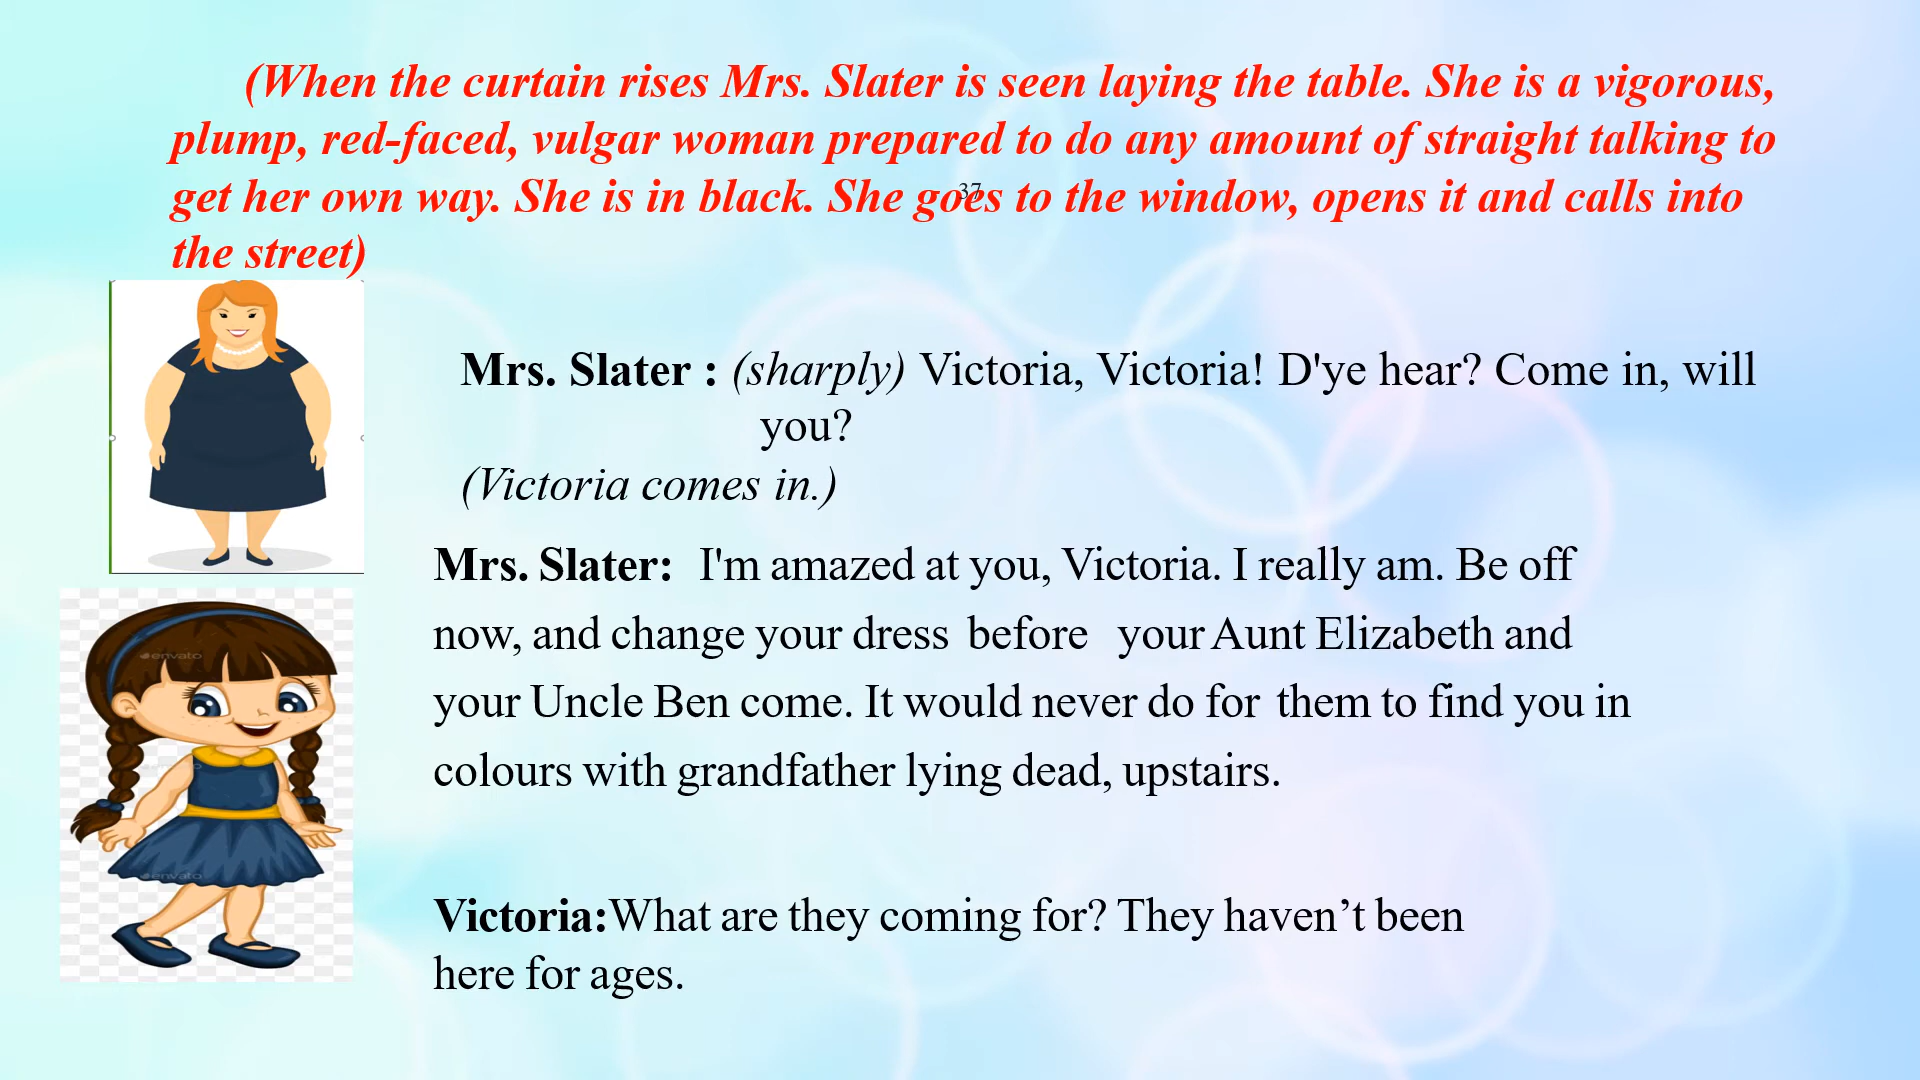 (When the curtain rises Mrs. Slater is seen laying the table. She is a vigorous,
plump, red-faced, vulgar woman prepared to do any amount of straight talking to
get her own way. She is in black. She goes to the window, opens it and calls into
37
the street)
Mrs. Slater : (sharply) Victoria, Victoria! D'ye hear? Come in, will
you?
(Victoria comes in.)
Mrs. Slater: I'm amazed at you, Victoria. I really am. Be off
now, and change your dress before your Aunt Elizabeth and
your Uncle Ben come. It would never do for them to find you in
colours with grandfather lying dead, upstairs.
Victoria:What are they coming for? They haven’t been
here for ages.
envato
envato
envato